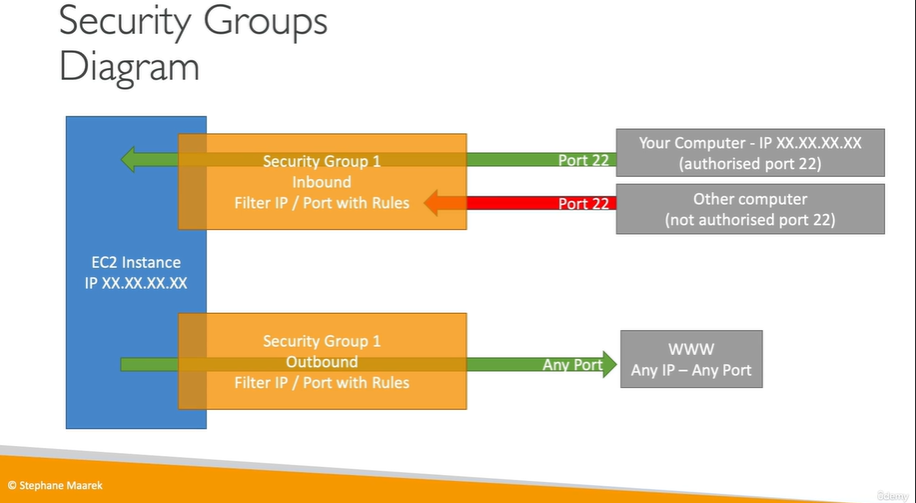 Security Groups
Diagram
Security Group 1
Inbound
Filter IP / Port with Rules
Port 22
Port 22
Your Computer - IP XX.XX.XX.XX
(authorised port 22)
Other computer
(not authorised port 22)
EC2 Instance
IP XX.XX.XX.XX
Security Group 1
Outbound
Filter IP / Port with Rules
Any Port
WWW
Any IP – Any Port
© Stephane Maarek
Udemy